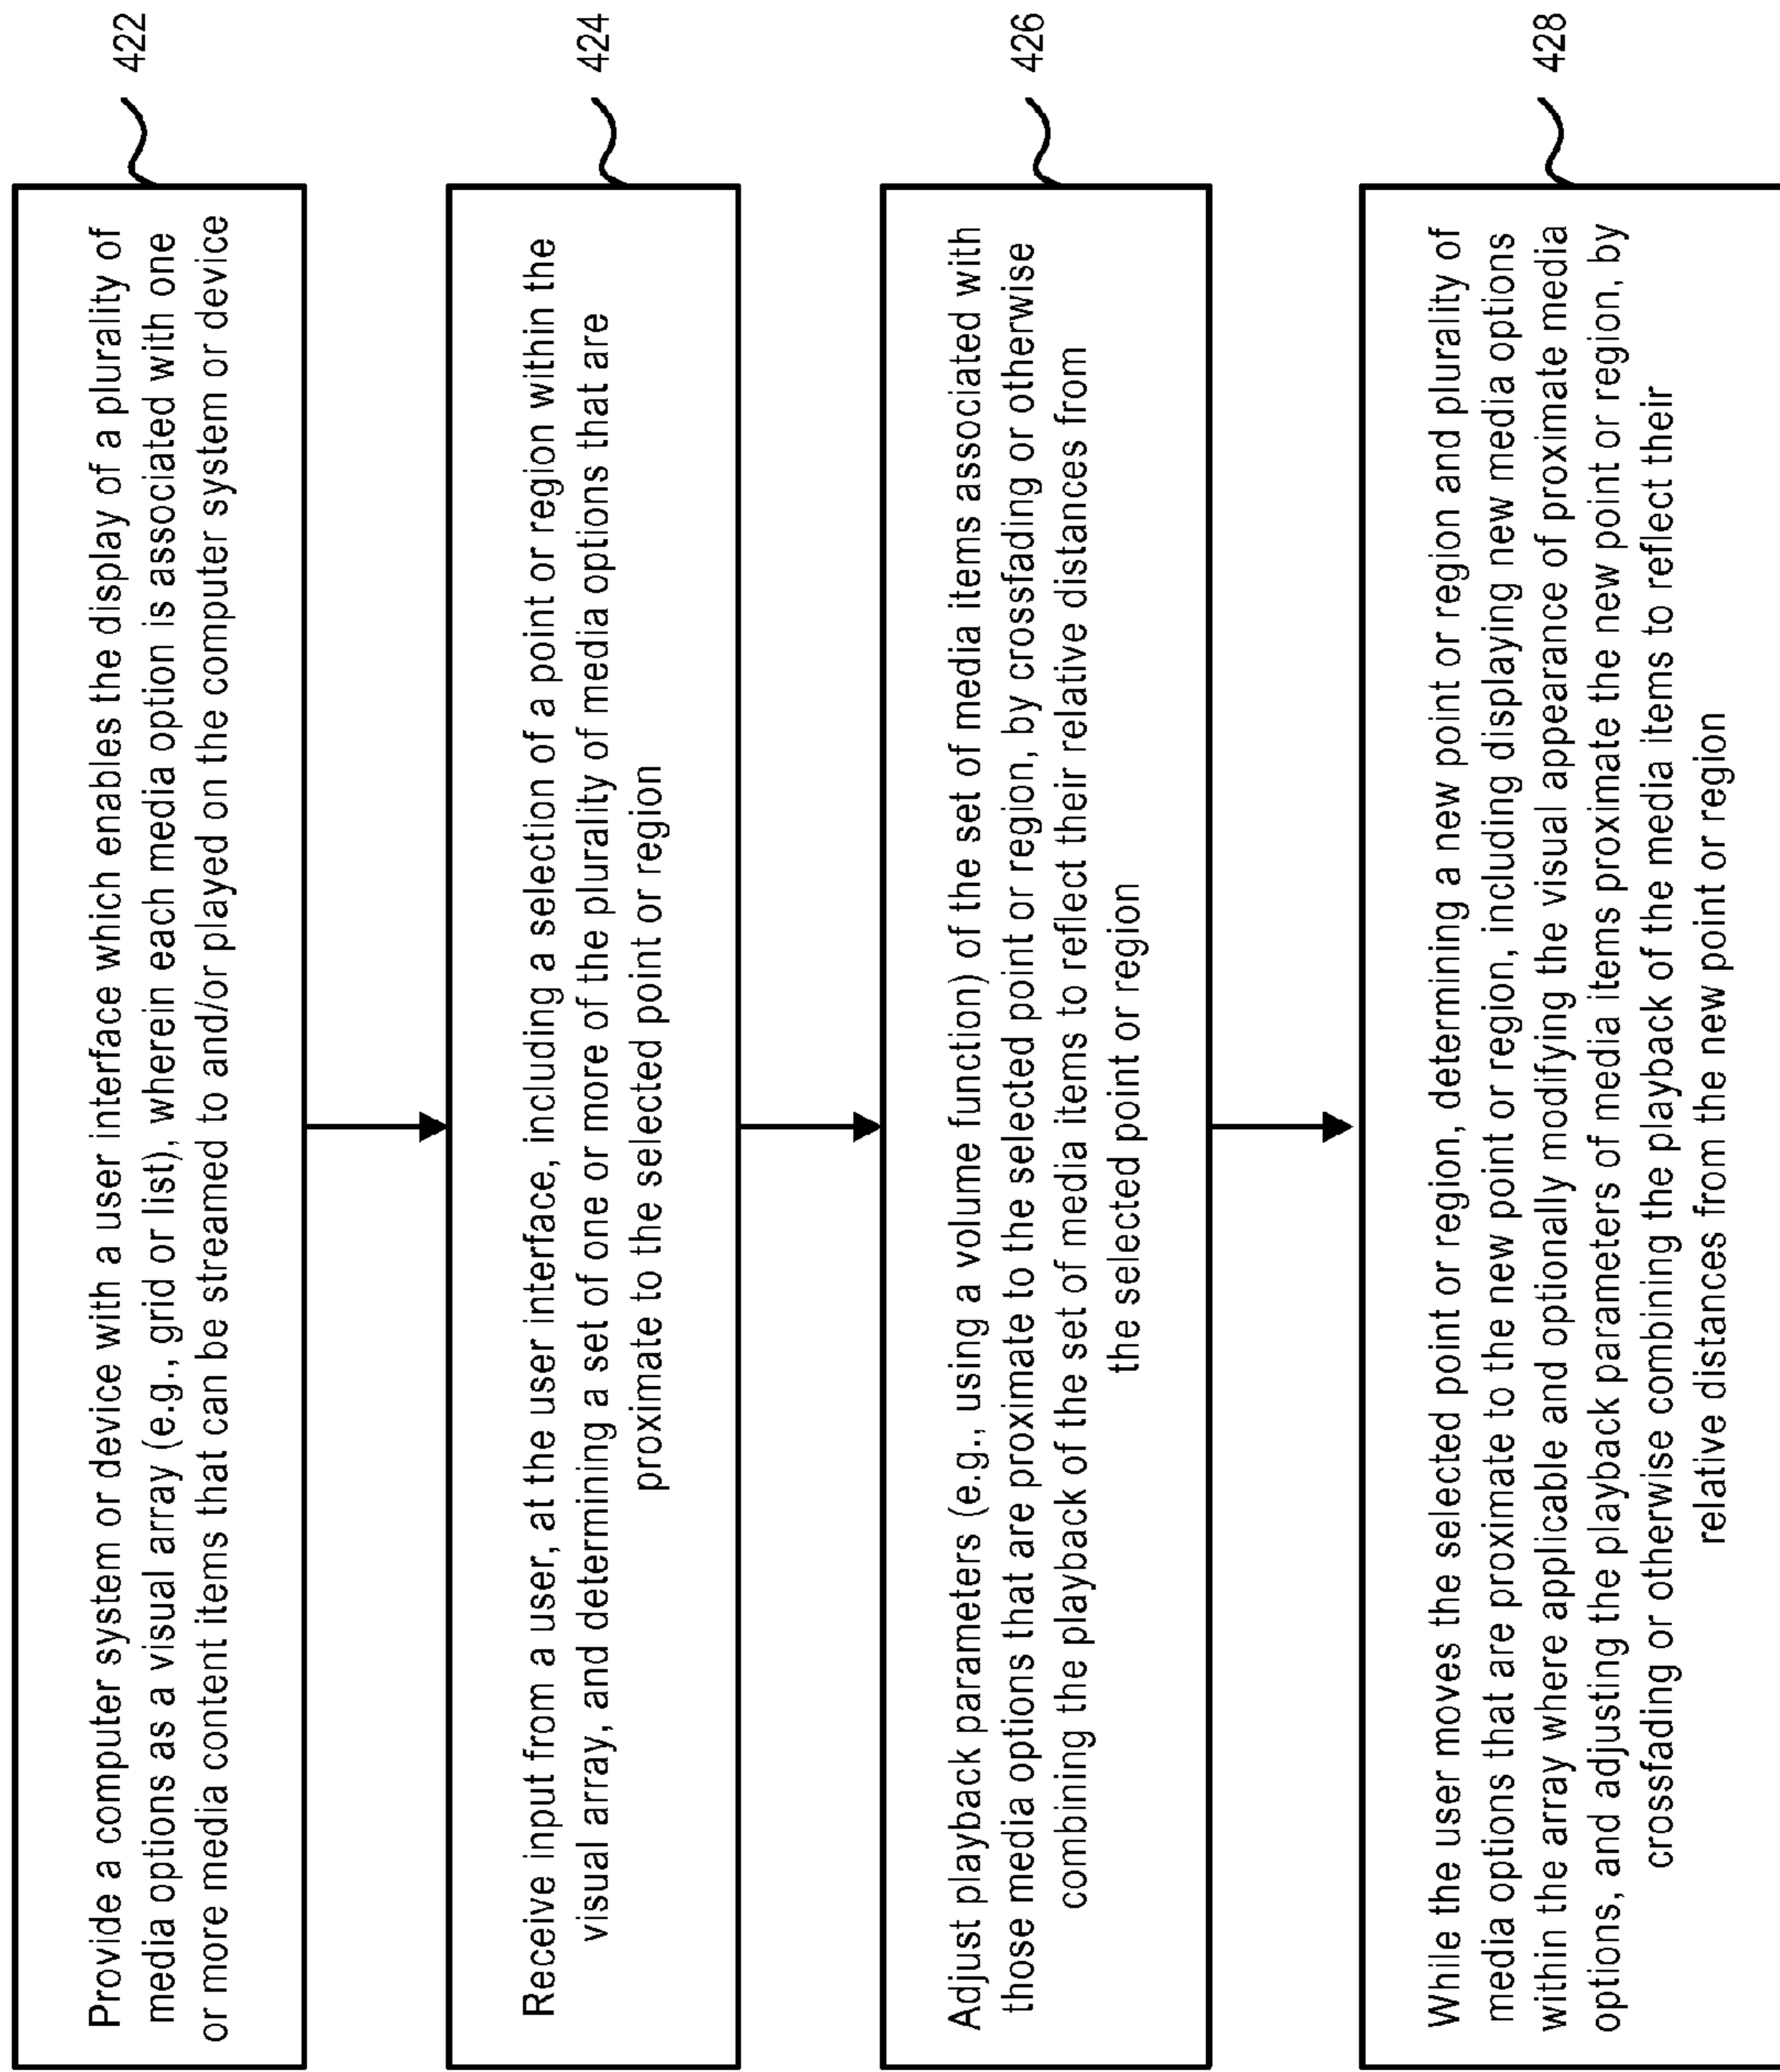 Provide a computer system or device with a user interface which enables the display of a plurality of
media options as a visual array (e.g., grid or list), wherein each media option is associated with one
or more media content items that can be streamed to and/or played on the computer system or device
422
Receive input from a user, at the user interface, including a selection of a point or region within the
visual array, and determining a set of one or more of the plurality of media options that are
proximate to the selected point or region
424
Adjust playback parameters (e.g., using a volume function) of the set of media items associated with
those media options that are proximate to the selected point or region, by crossfading or otherwise
combining the playback of the set of media items to reflect their relative distances from
the selected point or region
426
While the user moves the selected point or region, determining a new point or region and plurality of
media options that are proximate to the new point or region, including displaying new media options
within the array where applicable and optionally modifying the visual appearance of proximate media
options, and adjusting the playback parameters of media items proximate the new point or region, by
crossfading or otherwise combining the playback of the media items to reflect their
relative distances from the new point or region
428